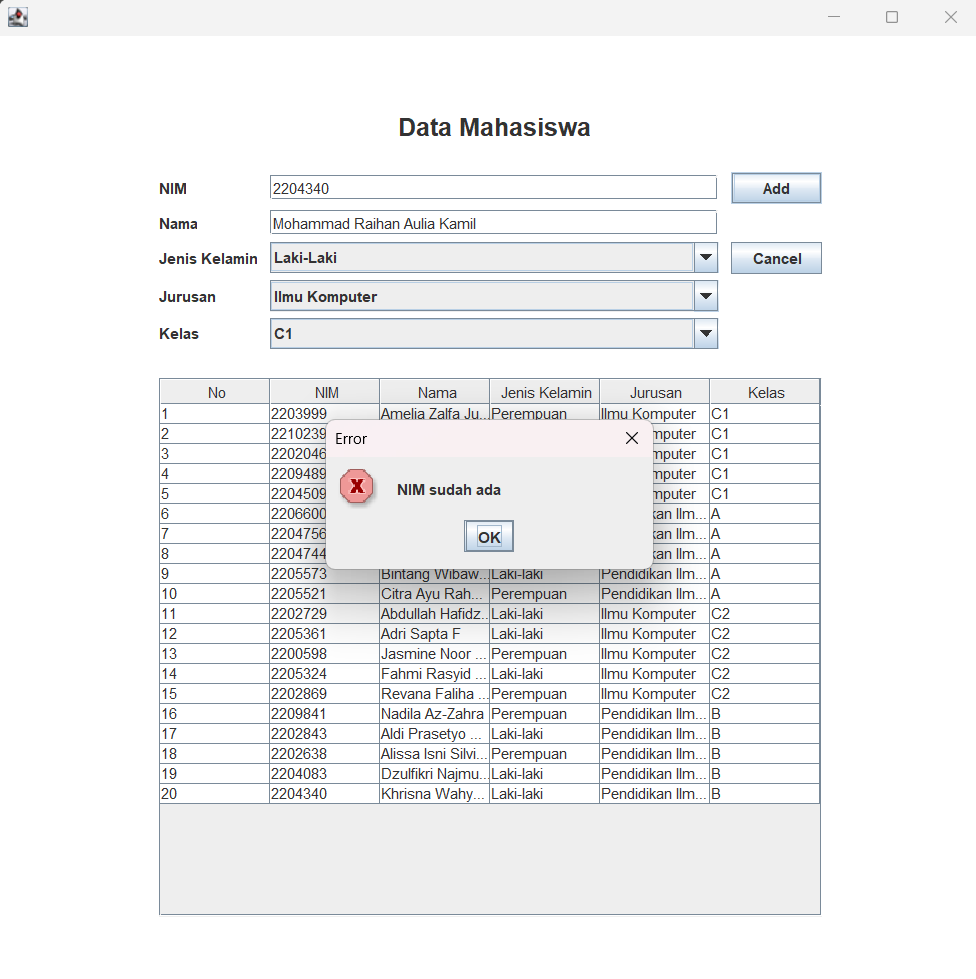 Data Mahasiswa
NIM 2204340 Add
Nama Mohammad Raihan Aulia Kamil
Jenis Kelamin Laki-Laki Cancel
Jurusan Ilmu Komputer
Kelas C1
No NIM Nama Jenis Kelamin Jurusan Kelas
1 2203999 Amelia Zalfa Ju... Perempuan Ilmu Komputer C1
2 2210239 mputer C1
3 2202046 mputer C1
4 2209489 mputer C1
5 2204509 mputer C1
6 2206600 kan Ilm... A
7 2204756 kan Ilm... A
8 2204744 kan Ilm... A
Error
NIM sudah ada
OK
9 2205573 Bintang Wibaw... Laki-laki Pendidikan Ilm... A
10 2205521 Citra Ayu Rah... Perempuan Pendidikan Ilm... A
11 2202729 Abdullah Hafidz... Laki-laki Ilmu Komputer C2
12 2205361 Adri Sapta F Laki-laki Ilmu Komputer C2
13 2200598 Jasmine Noor ... Perempuan Ilmu Komputer C2
14 2205324 Fahmi Rasyid ... Laki-laki Ilmu Komputer C2
15 2202869 Revana Faliha ... Perempuan Ilmu Komputer C2
16 2209841 Nadila Az-Zahra Perempuan Pendidikan Ilm... B
17 2202843 Aldi Prasetyo ... Laki-laki Pendidikan Ilm... B
18 2202638 Alissa Isni Silvi... Perempuan Pendidikan Ilm... B
19 2204083 Dzulfikri Najmu... Laki-laki Pendidikan Ilm... B
20 2204340 Khrisna Wahy... Laki-laki Pendidikan Ilm... B